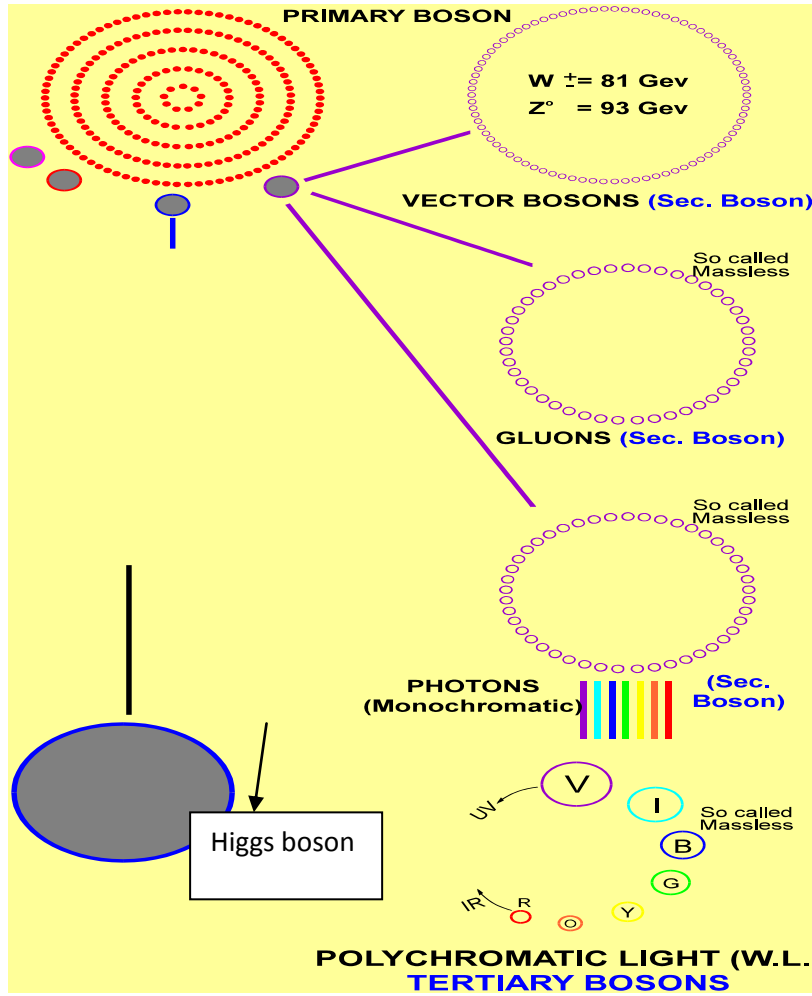 PRIMARY BOSON
W ± = 81 Gev
Z° = 93 Gev
VECTOR BOSONS (Sec. Boson)
So called
Massless
GLUONS (Sec. Boson)
So called
Massless
PHOTONS
(Monochromatic)
(Sec.
Boson)
V
UV
I
So called
Massless
B
G
Y
O
R
IR
Higgs boson
POLYCHROMATIC LIGHT (W.L.
TERTIARY BOSONS